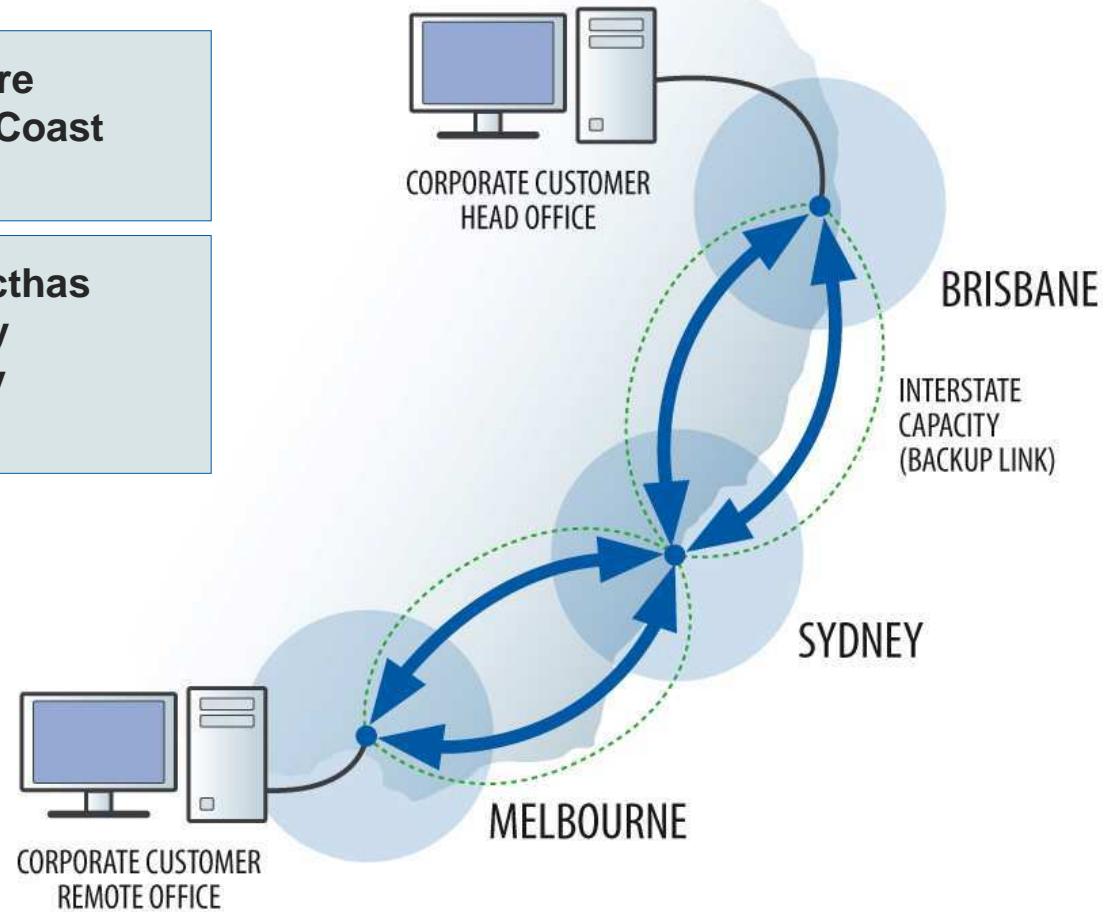 re
Coast
cthas
y
y
CORPORATE CUSTOMER
HEAD OFFICE
BRISBANE
INTERSTATE
CAPACITY
(BACKUP LINK)
SYDNEY
MELBOURNE
CORPORATE CUSTOMER
REMOTE OFFICE